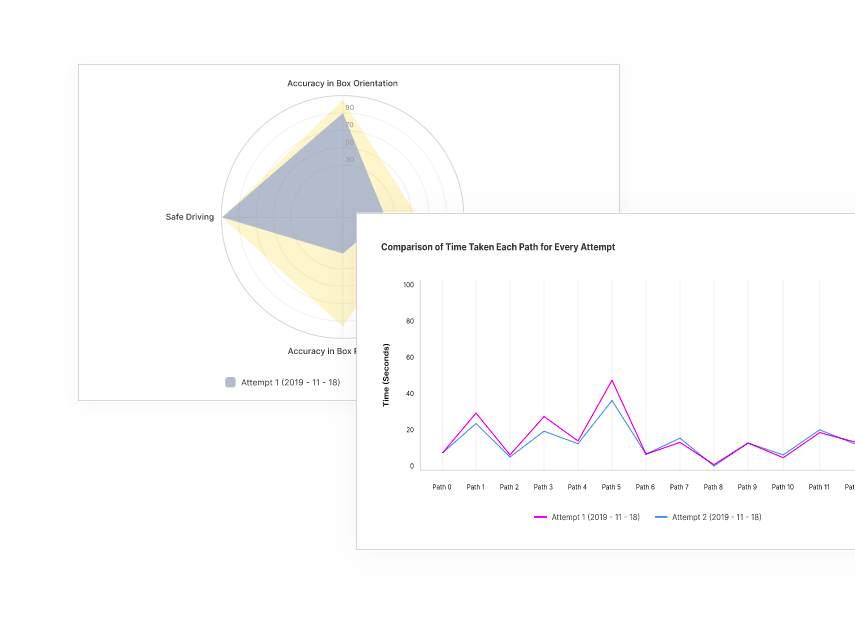 Accuracy in Box Orientation
90
70
50
30
Safe Driving
Accuracy in Box
Attempt 1 (2019 - 11 - 18)
Comparison of Time Taken Each Path for Every Attempt
100
80
60
40
20
0
Time (Seconds)
Path 0 Path 1 Path 2 Path 3 Path 4 Path 5 Path 6 Path 7 Path 8 Path 9 Path 10 Path 11
Attempt 1 (2019 - 11 - 18) Attempt 2 (2019 - 11 - 18)